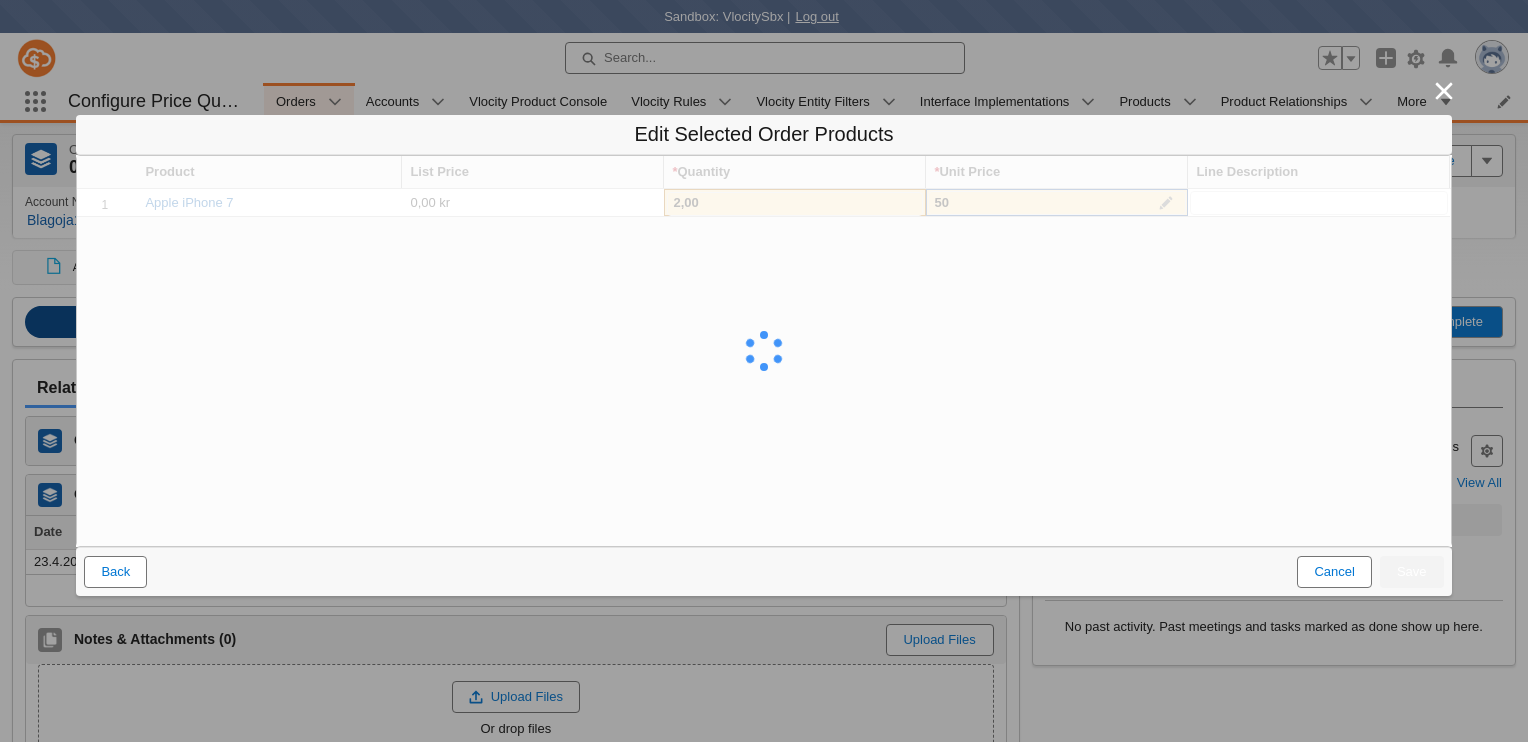 Sandbox: VlocitySbx | Log out
Search...
Configure Price Qu…
Orders
Accounts
Vlocity Product Console
Vlocity Rules
Vlocity Entity Filters
Interface Implementations
Products
Product Relationships
More
Edit Selected Order Products
Product
List Price
*Quantity
*Unit Price
Line Description
1
Apple iPhone 7
0,00 kr
2,00
50
Account N
Blagoja
Relat
View All
Date
23.4.20
Back
Cancel
Save
Notes & Attachments (0)
Upload Files
Upload Files
Or drop files
No past activity. Past meetings and tasks marked as done show up here.